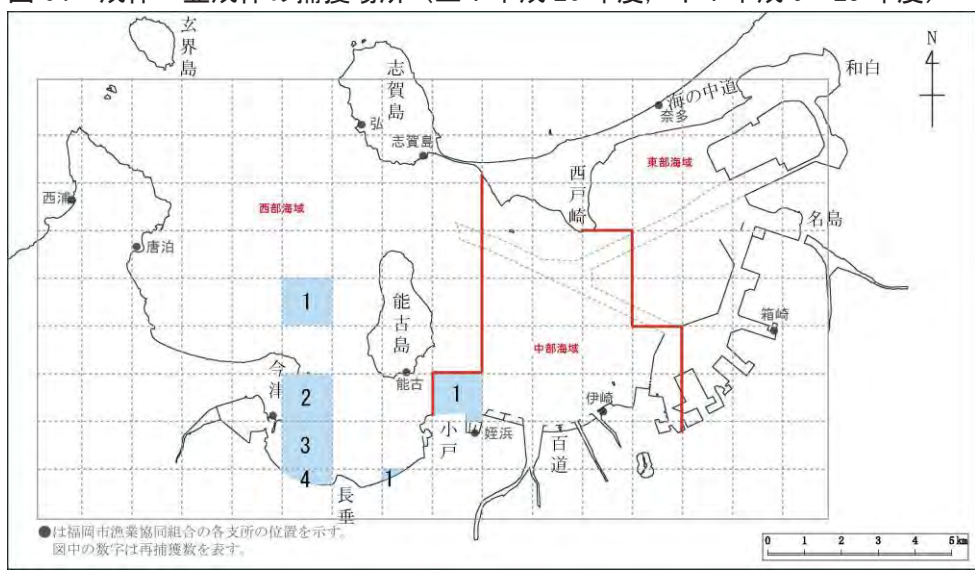 玄界島
志賀島
弘
志賀島
海の中道
奈多
和白
N
西戸崎
東部海域
西浦
西部海域
唐泊
名島
1
能古島
箱崎
中部海域
今津
2
能古
1
伊崎
小戸
姪浜
百道
3
4
長垂
1
●は福岡市漁業協同組合の各支所の位置を示す。
図中の数字は再捕獲数を表す。
0 1 2 3 4 5km